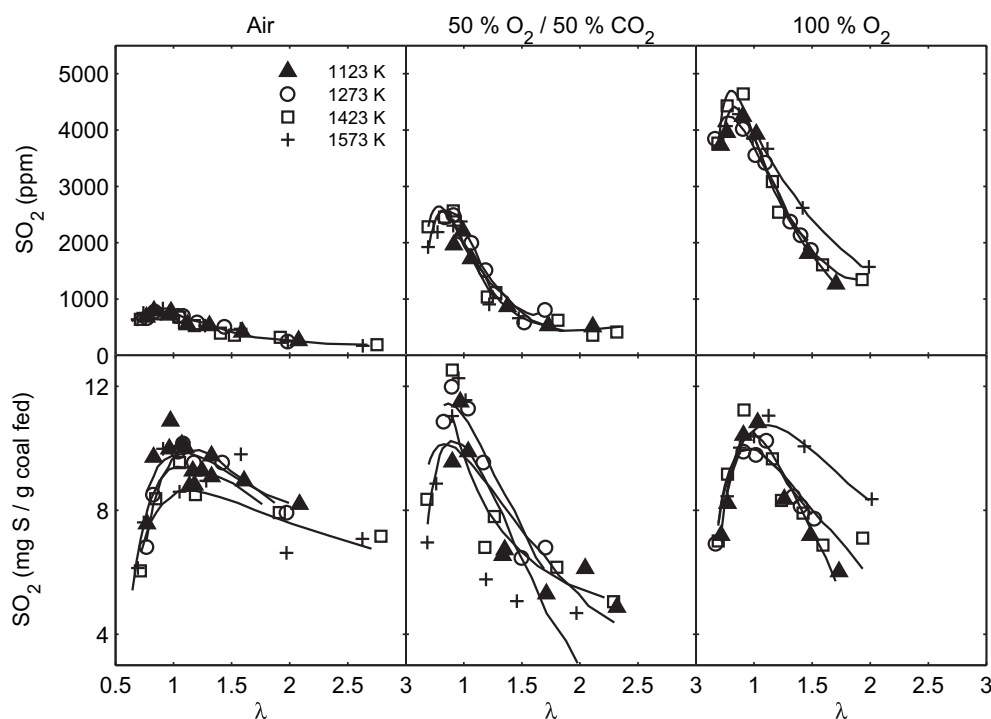 Air
50 % O2 / 50 % CO2
100 % O2
SO2 (ppm)
5000
4000
3000
2000
1000
0
1123 K
1273 K
1423 K
1573 K
SO2 (mg S / g coal fed)
12
8
4
0.5 1 1.5 2 2.5 3 1 1.5 2 2.5 3 1 1.5 2 2.5 3
λ λ λ